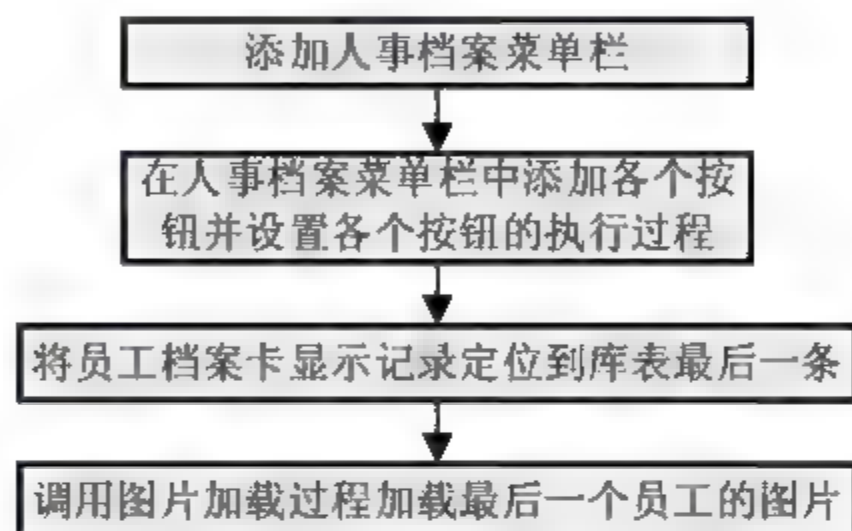 添加人事档案菜单栏
在人事档案菜单栏中添加各个按
钮并设置各个按钮的执行过程
将员工档案卡显示记录定位到库表最后一条
调用图片加载过程加载最后一个员工的图片